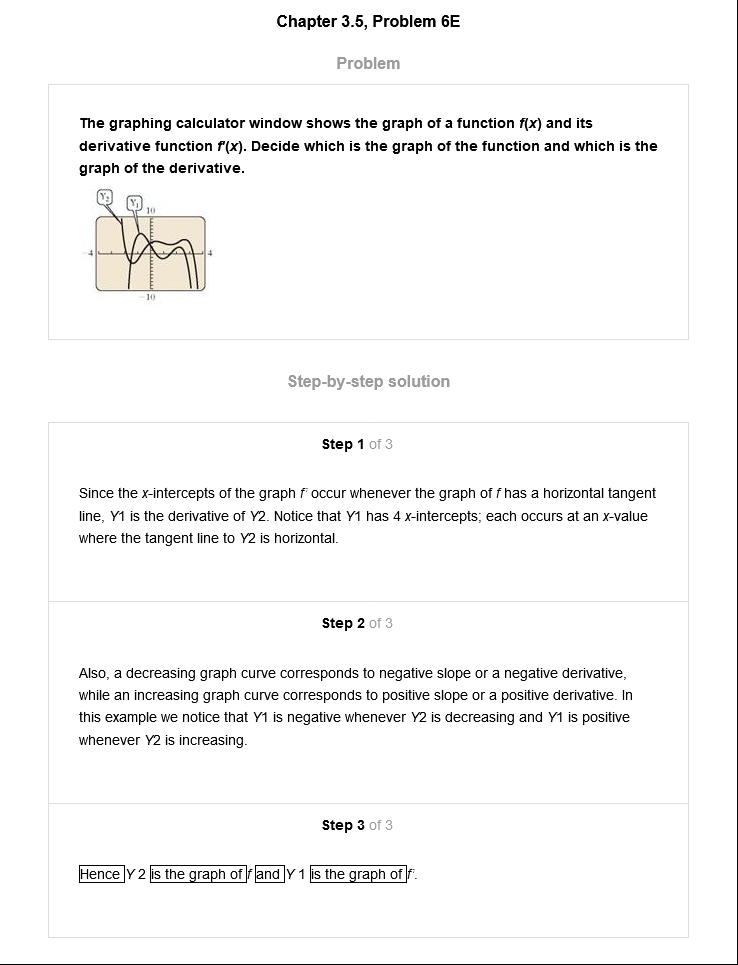 Chapter 3.5, Problem 6E
Problem
The graphing calculator window shows the graph of a function f(x) and its
derivative function f'(x). Decide which is the graph of the function and which is the
graph of the derivative.
Y2 Y1
10
-4 4
-10
Step-by-step solution
Step 1 of 3
Since the x-intercepts of the graph f' occur whenever the graph of f has a horizontal tangent
line, Y1 is the derivative of Y2. Notice that Y1 has 4 x-intercepts; each occurs at an x-value
where the tangent line to Y2 is horizontal.
Step 2 of 3
Also, a decreasing graph curve corresponds to negative slope or a negative derivative,
while an increasing graph curve corresponds to positive slope or a positive derivative. In
this example we notice that Y1 is negative whenever Y2 is decreasing and Y1 is positive
whenever Y2 is increasing.
Step 3 of 3
Hence Y 2 is the graph of f and Y 1 is the graph of f'.